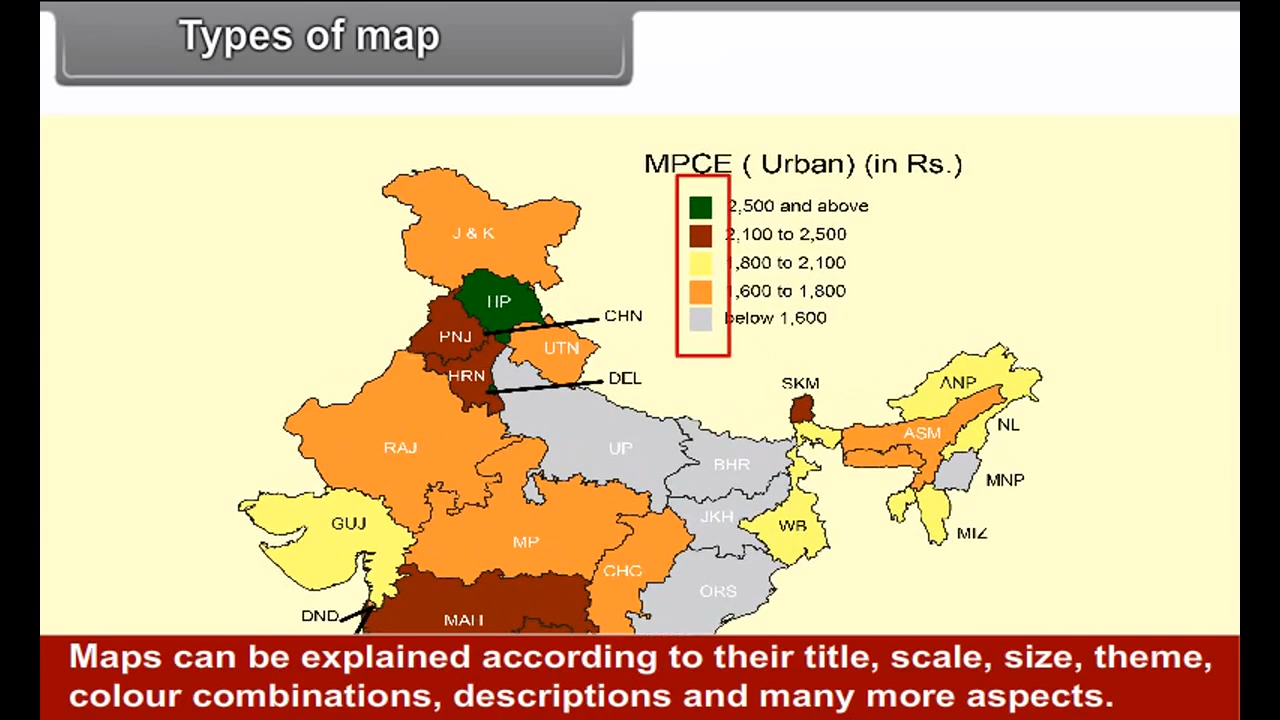 Types of map
MPCE ( Urban) (in Rs.)
2,500 and above
2,100 to 2,500
1,800 to 2,100
1,600 to 1,800
below 1,600
J & K
HP
CHN
PNJ
UTN
HRN
DEL
SKM
ANP
NL
ASM
RAJ
UP
BHR
MNP
GUJ
JKH
WB
MIZ
MP
CHG
ORS
DND
MAH
Maps can be explained according to their title, scale, size, theme,
colour combinations, descriptions and many more aspects.